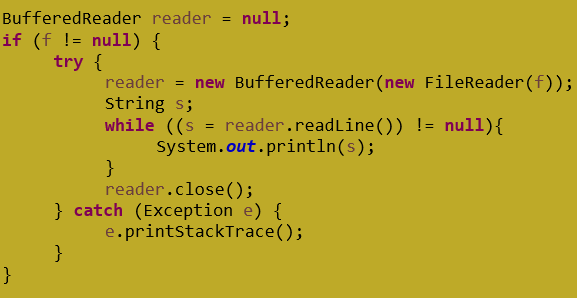 BufferedReader reader = null;
if (f != null) {
try {
reader = new BufferedReader(new FileReader(f));
String s;
while ((s = reader.readLine()) != null){
System.out.println(s);
}
reader.close();
} catch (Exception e) {
e.printStackTrace();
}
}